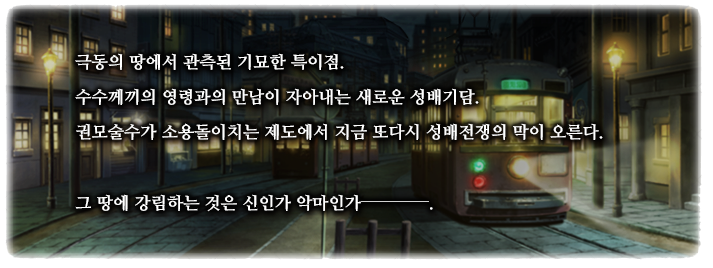 극동의 땅에서 관측된 기묘한 특이점.
수수께끼의 영령과의 만남이 자아내는 새로운 성배기담.
권모술수가 소용돌이치는 제도에서 지금 또다시 성배전쟁의 막이 오른다.
그 땅에 강림하는 것은 신인가 악마인가─────.